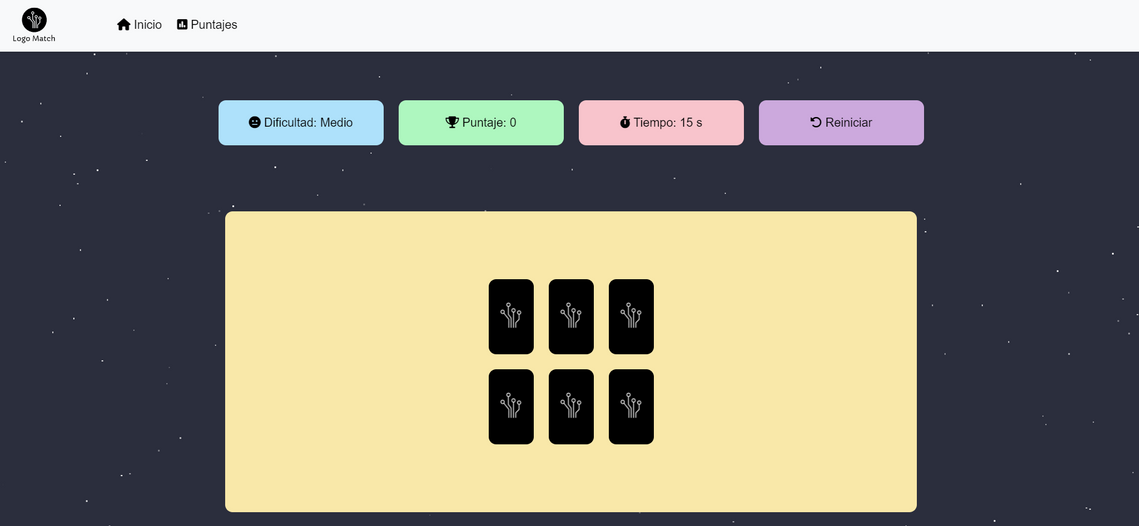 Logo Match
Inicio
Puntajes
Dificultad: Medio
Puntaje: 0
Tiempo: 15 s
Reiniciar